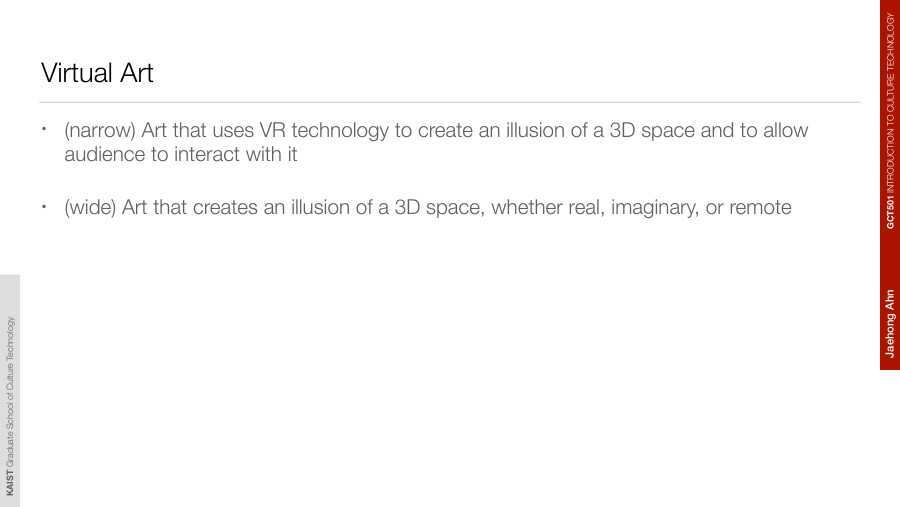 Virtual Art
• (narrow) Art that uses VR technology to create an illusion of a 3D space and to allow
audience to interact with it
• (wide) Art that creates an illusion of a 3D space, whether real, imaginary, or remote
GCT501 INTRODUCTION TO CULTURE TECHNOLOGY
Jaehong Ahn
KAIST Graduate School of Culture Technology